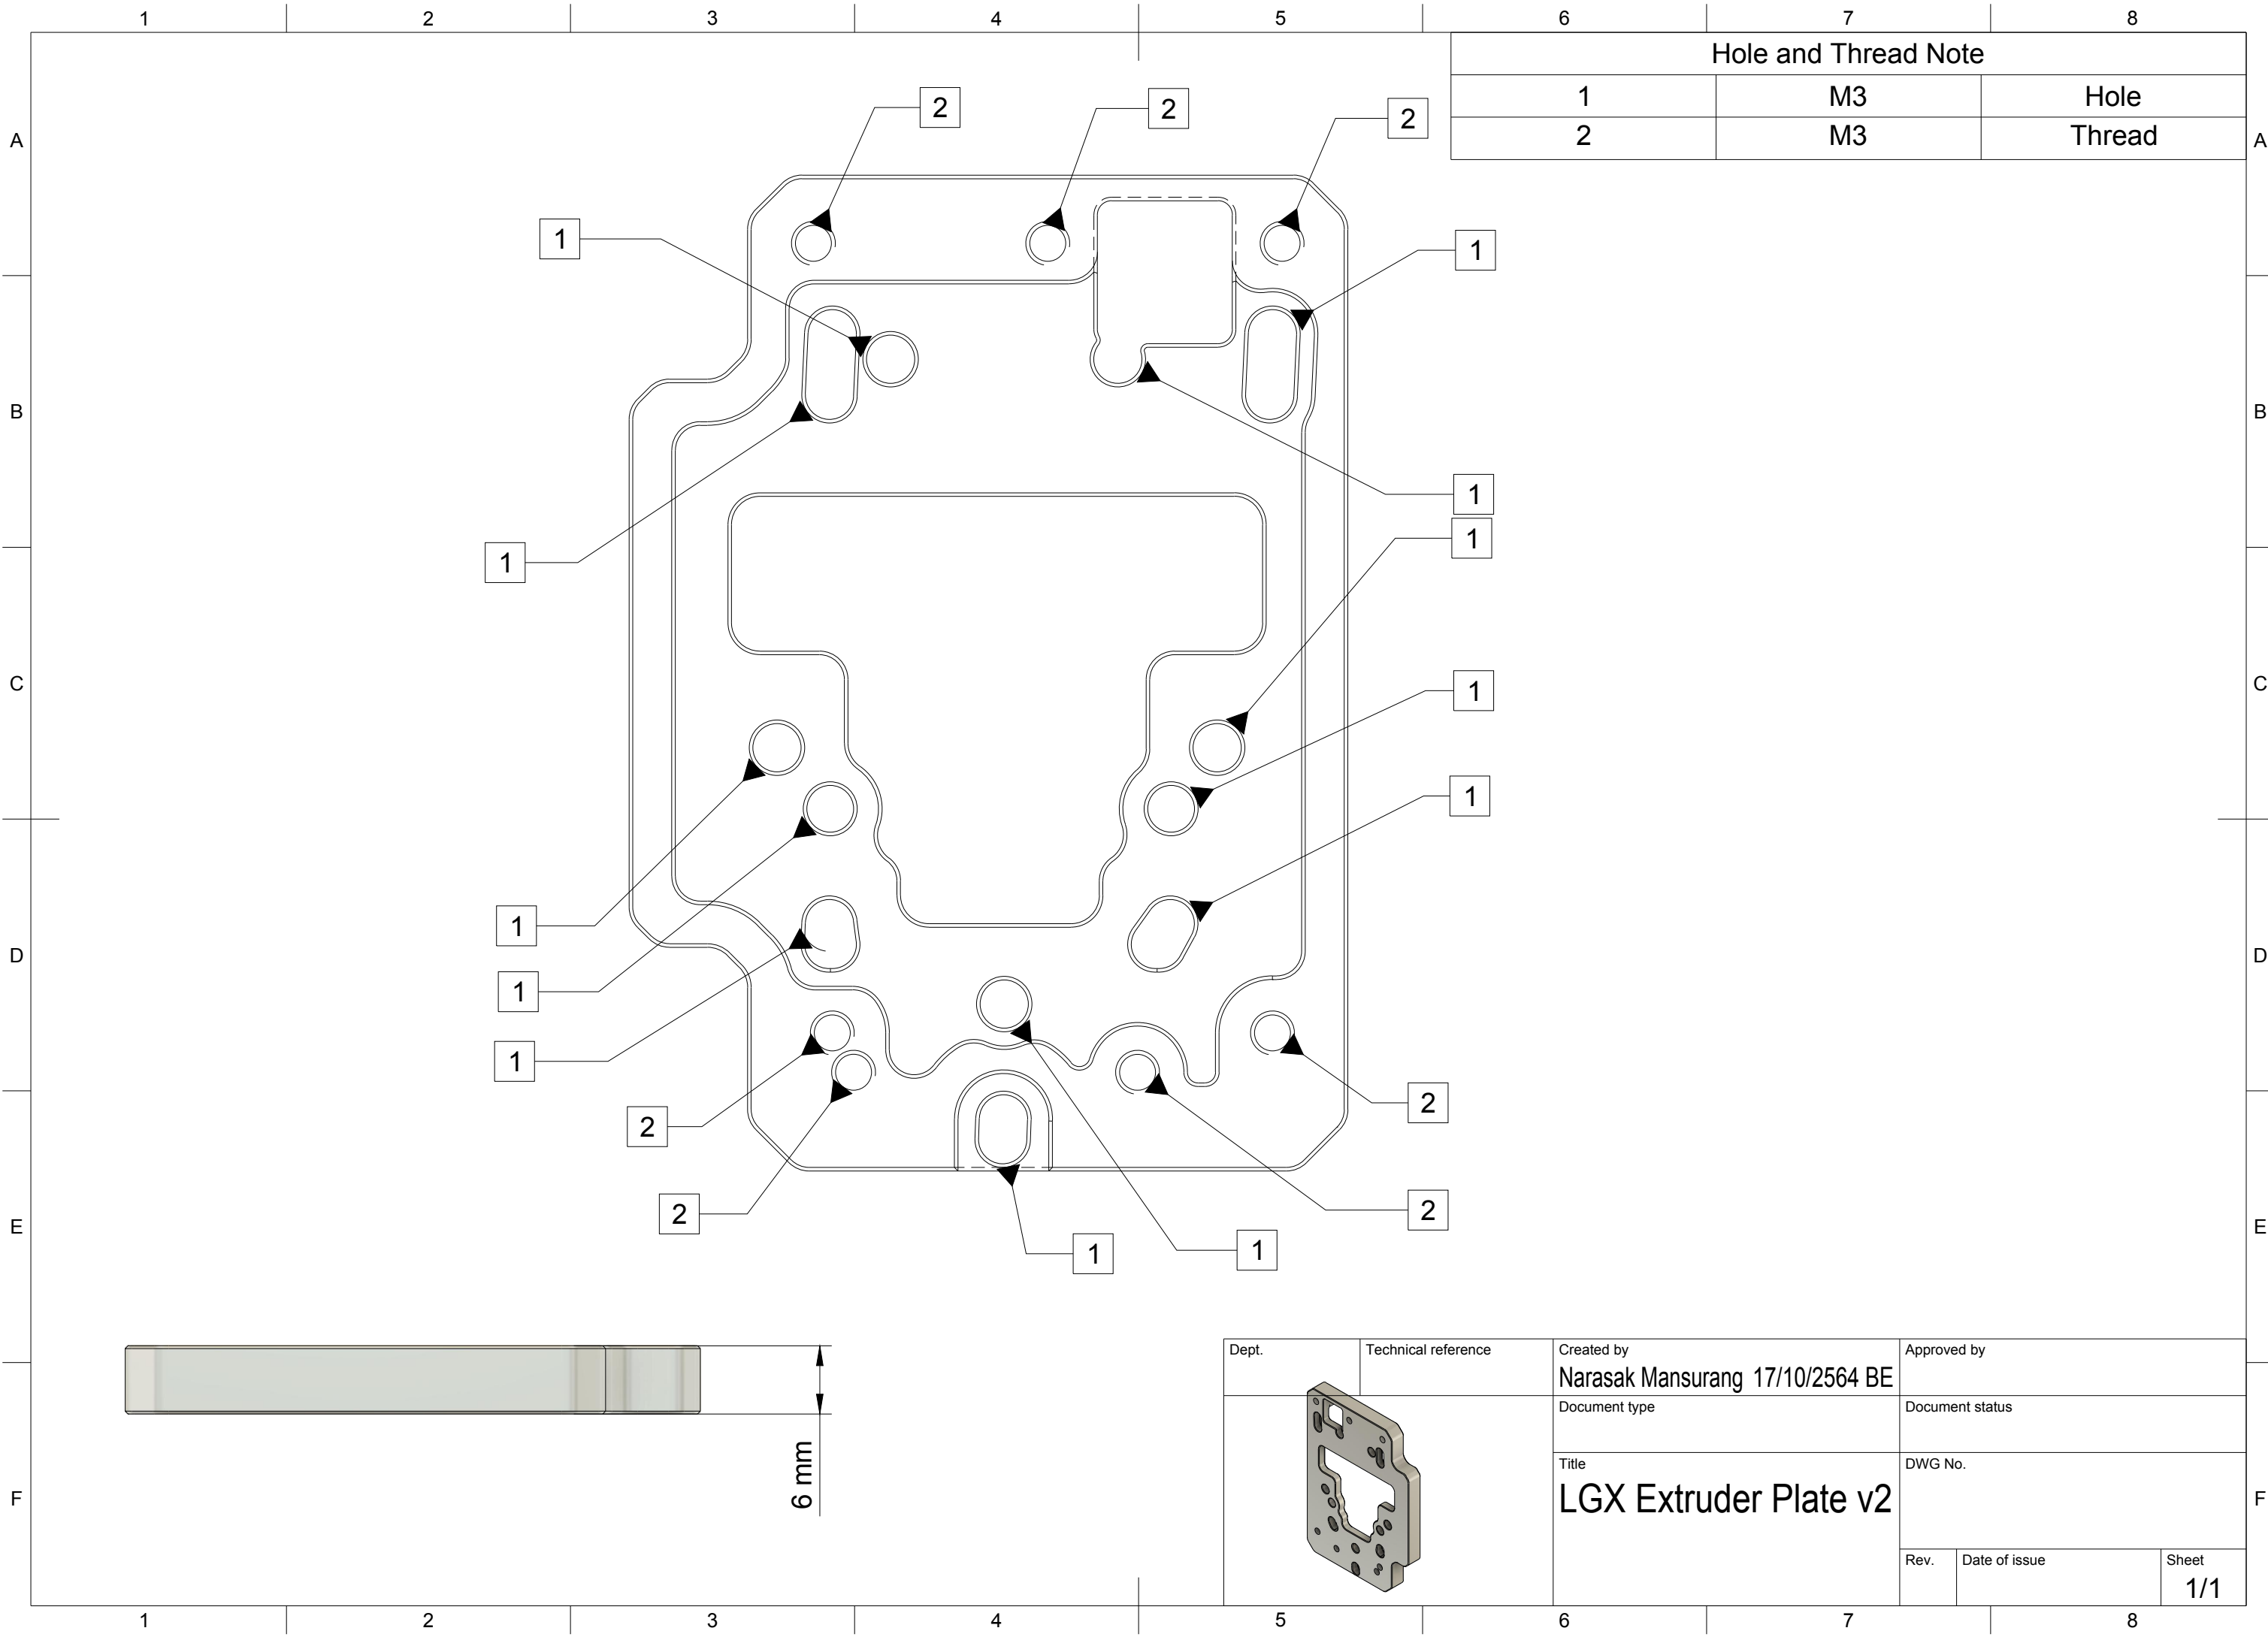 1 2 3 4 5 6 7 8
Hole and Thread Note
1 M3 Hole
2 M3 Thread
A A
2 2 2
1 1
B B
1
1
1
C C
1
1
1
D D
1
1
2 2
2 2
E E
1 1
6 mm
F F
Dept. Technical reference Created by Approved by
Narasak Mansurang 17/10/2564 BE
Document type Document status
Title DWG No.
LGX Extruder Plate v2
Rev. Date of issue Sheet
1/1
1 2 3 4 5 6 7 8